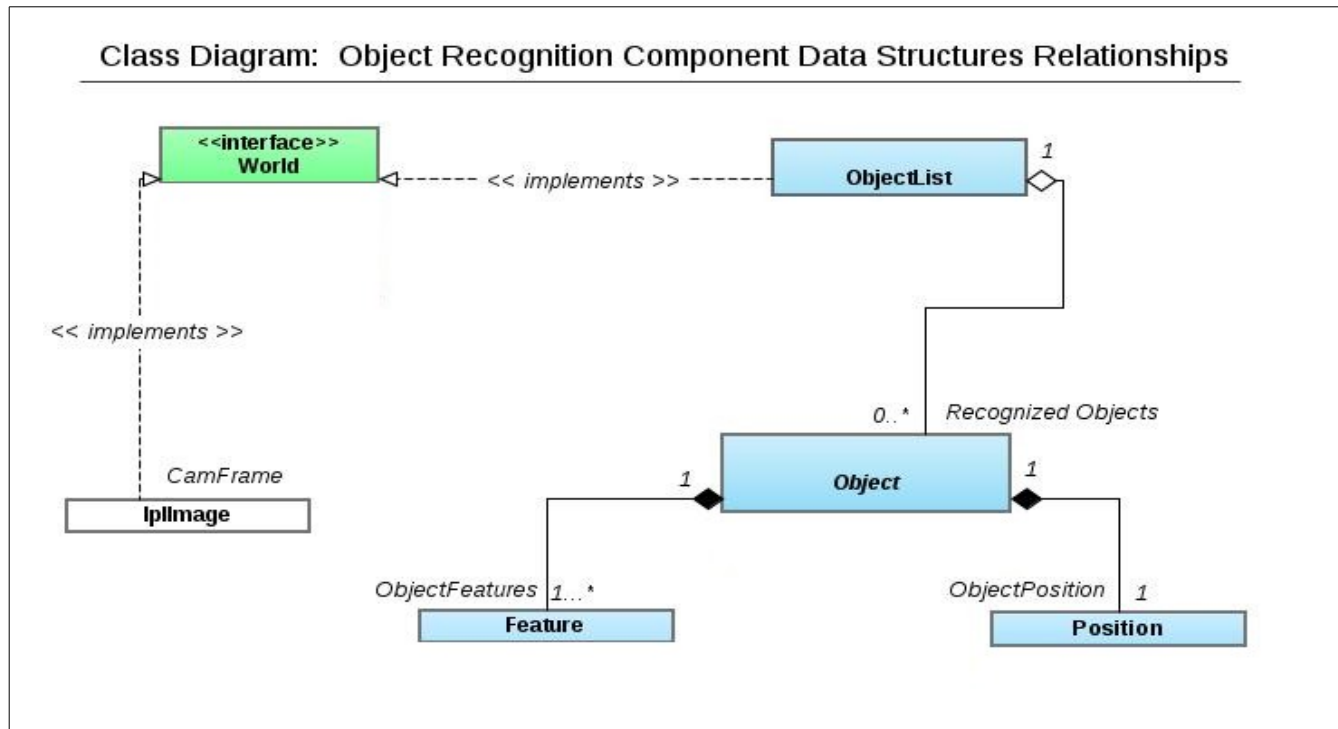 Class Diagram:  Object Recognition Component Data Structures Relationships
<<interface>>
World
<< implements >>
1
ObjectList
<< implements >>
0..*
Recognized Objects
CamFrame
IplImage
1
Object
1
ObjectFeatures
1...*
Feature
ObjectPosition
1
Position